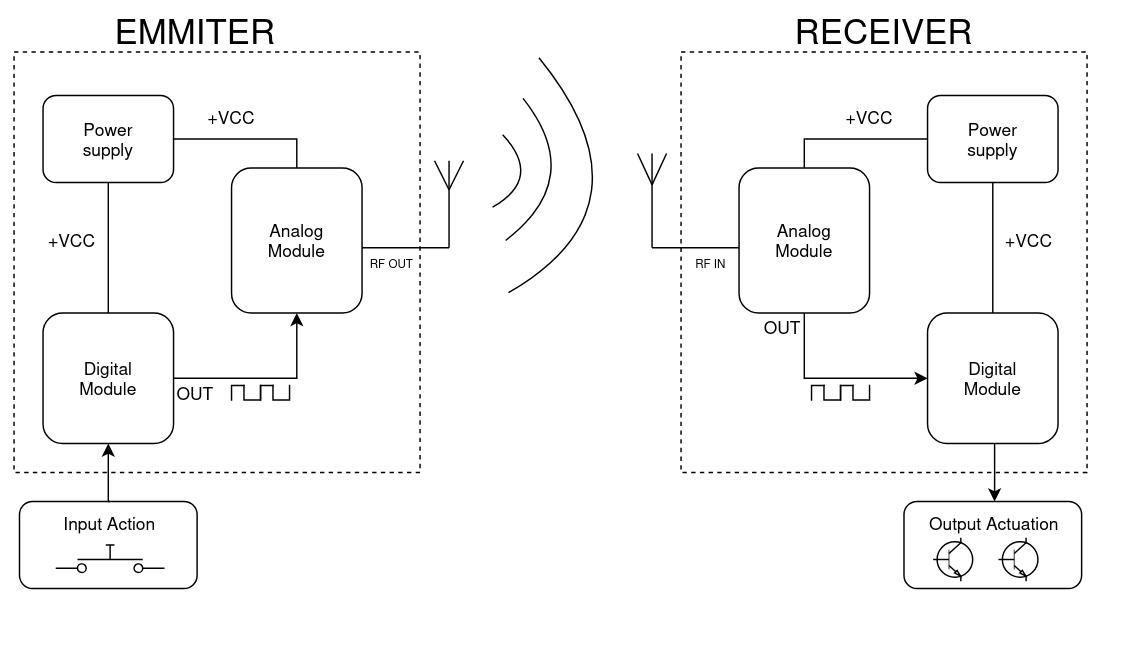 EMMITER
RECEIVER
Power
supply
+VCC
+VCC
Analog
Module
RF OUT
Digital
Module
OUT
Input Action
+VCC
Power
supply
Analog
Module
RF IN
+VCC
OUT
Digital
Module
Output Actuation